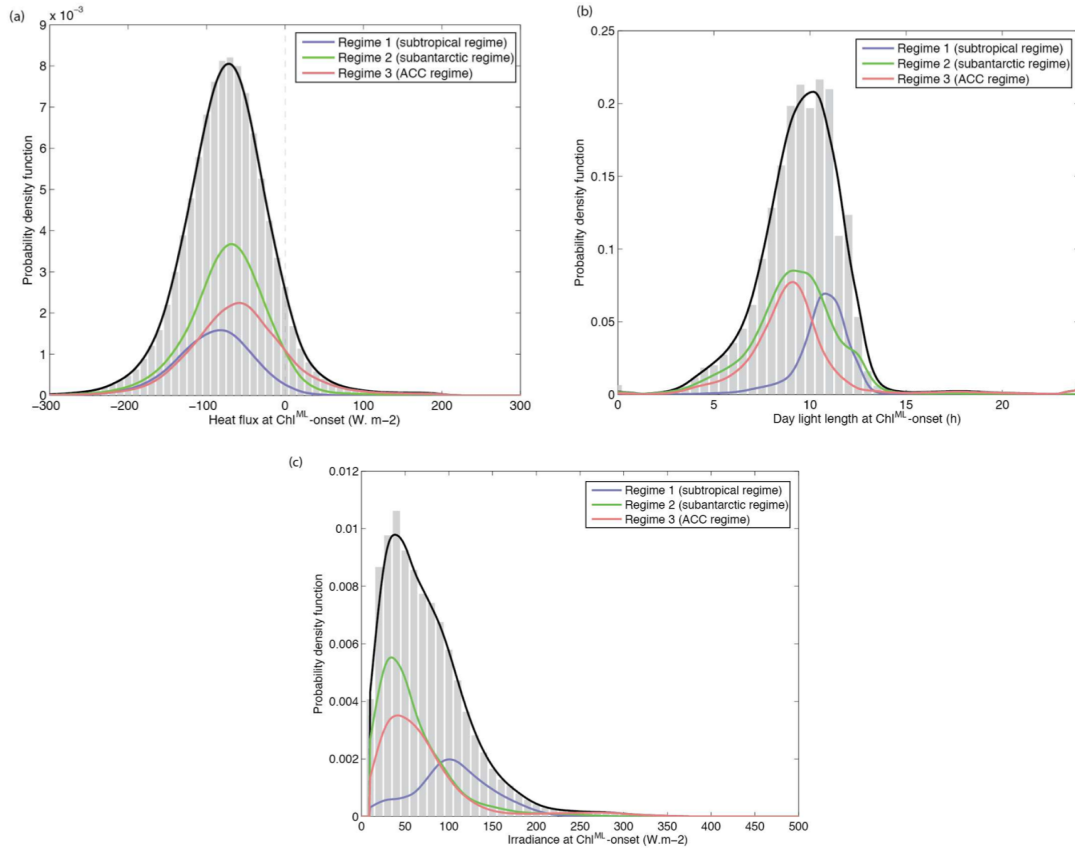 (a)
9 x 10⁻³
8
7
6
5
4
3
2
1
0
−300
−200
−100
0
100
200
300
Probability density function
Heat flux at Chl^ML-onset (W. m-2)
Regime 1 (subtropical regime)
Regime 2 (subantarctic regime)
Regime 3 (ACC regime)
(b)
0.25
0.2
0.15
0.1
0.05
0
0
5
10
15
20
Probability density function
Day light length at Chl^ML-onset (h)
Regime 1 (subtropical regime)
Regime 2 (subantarctic regime)
Regime 3 (ACC regime)
(c)
0.012
0.01
0.008
0.006
0.004
0.002
0
0
50
100
150
200
250
300
350
400
450
500
Probability density function
Irradiance at Chl^ML-onset (W.m−2)
Regime 1 (subtropical regime)
Regime 2 (subantarctic regime)
Regime 3 (ACC regime)